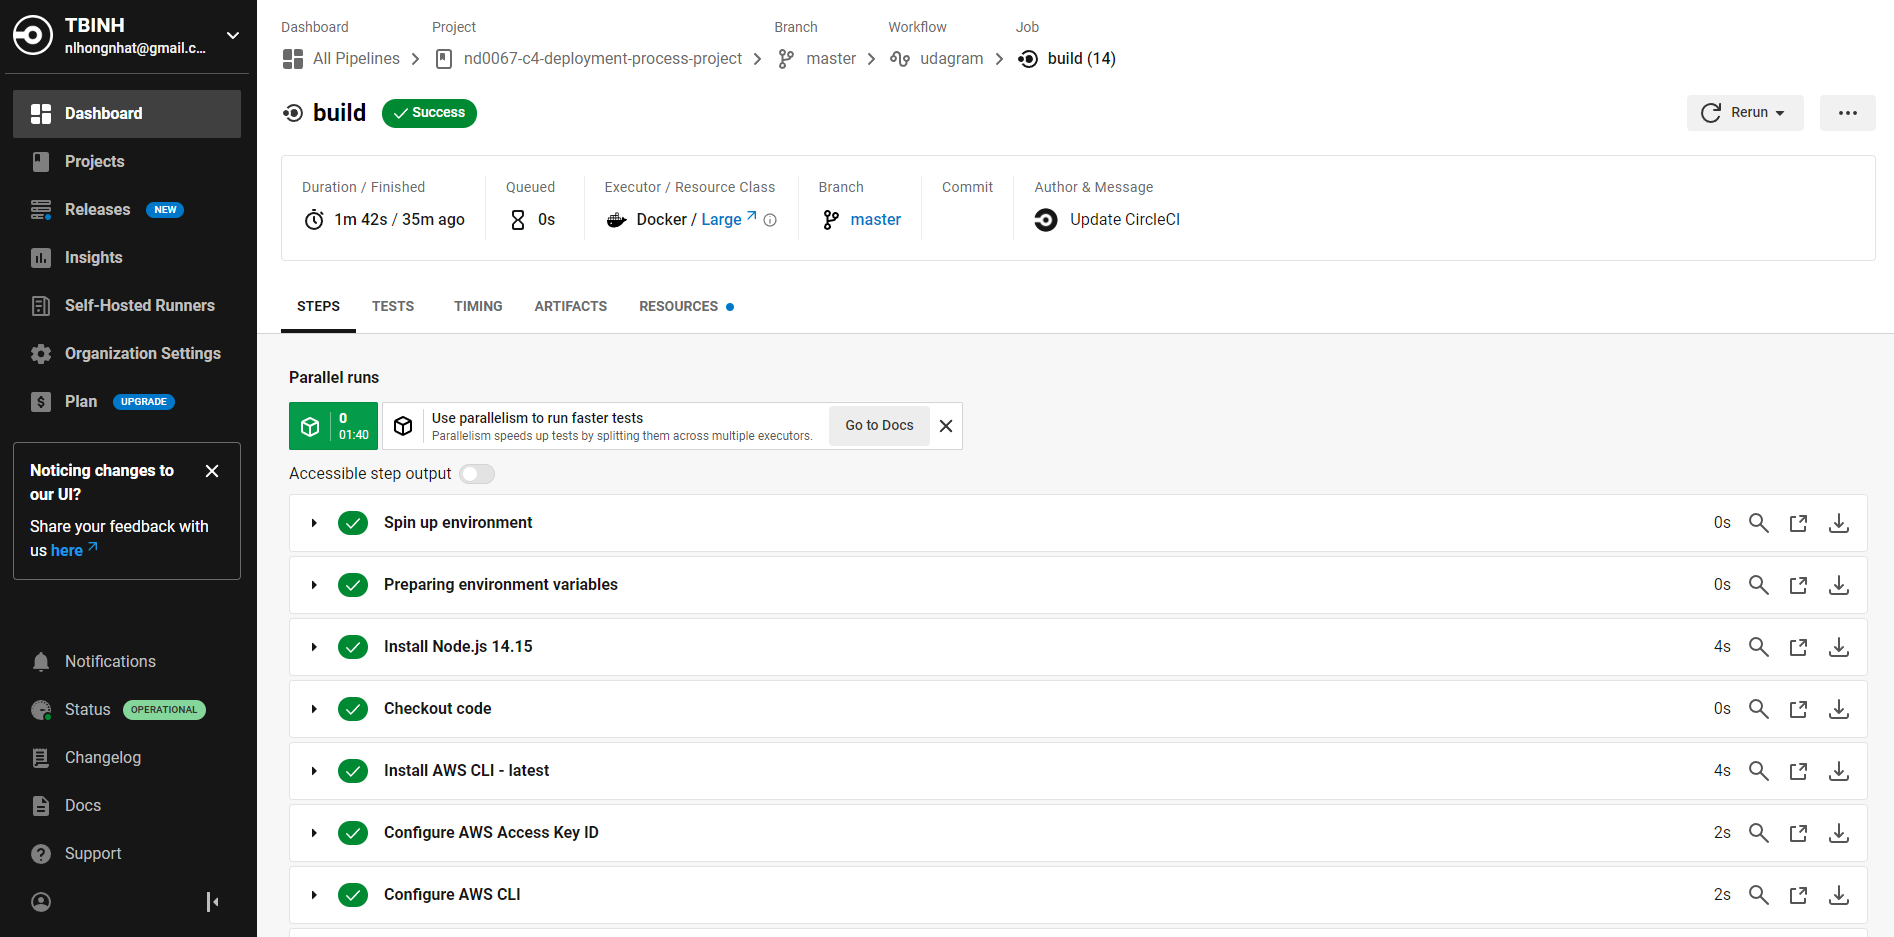 TBINH
nlhongnhat@gmail.c...
Dashboard
Projects
Releases NEW
Insights
Self-Hosted Runners
Organization Settings
Plan UPGRADE
Noticing changes to
our UI?
Share your feedback with
us here
Notifications
Status OPERATIONAL
Changelog
Docs
Support
Dashboard Project Branch Workflow Job
All Pipelines nd0067-c4-deployment-process-project master udagram build (14)
build Success
Rerun
Duration / Finished Queued Executor / Resource Class Branch Commit Author & Message
1m 42s / 35m ago 0s Docker / Large master Update CircleCI
STEPS TESTS TIMING ARTIFACTS RESOURCES
Parallel runs
0
01:40
Use parallelism to run faster tests
Parallelism speeds up tests by splitting them across multiple executors.
Go to Docs
Accessible step output
Spin up environment 0s
Preparing environment variables 0s
Install Node.js 14.15 4s
Checkout code 0s
Install AWS CLI - latest 4s
Configure AWS Access Key ID 2s
Configure AWS CLI 2s